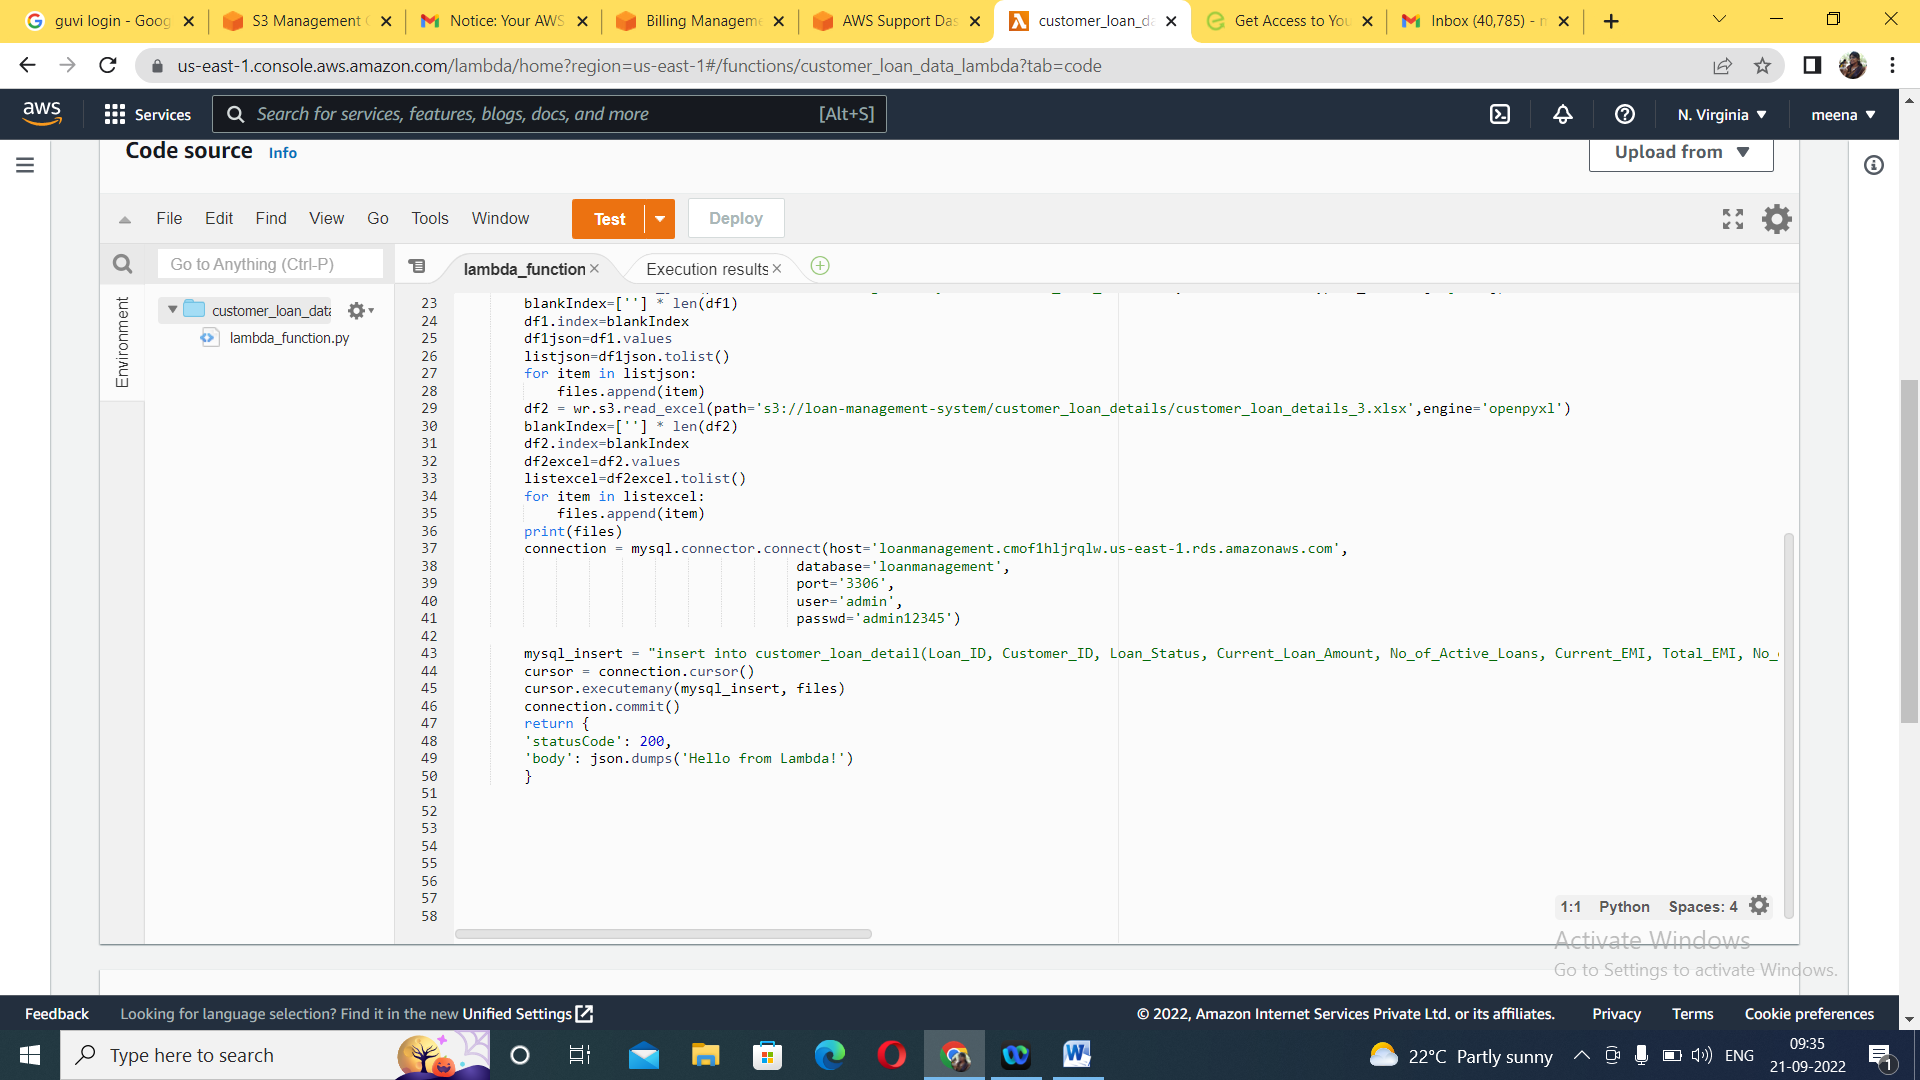 guvi login - Goog
S3 Management C
Notice: Your AWS
Billing Manageme
AWS Support Das
customer_loan_da
Get Access to You
Inbox (40,785) - m
us-east-1.console.aws.amazon.com/lambda/home?region=us-east-1#/functions/customer_loan_data_lambda?tab=code
aws
Services
Search for services, features, blogs, docs, and more
[Alt+S]
N. Virginia
meena
Code source Info
Upload from
File Edit Find View Go Tools Window
Test
Deploy
Go to Anything (Ctrl-P)
lambda_function
Execution results
Environment
customer_loan_data
lambda_function.py
23 blankIndex=[''] * len(df1)
24 df1.index=blankIndex
25 df1json=df1.values
26 listjson=df1json.tolist()
27 for item in listjson:
28 files.append(item)
29 df2 = wr.s3.read_excel(path='s3://loan-management-system/customer_loan_details/customer_loan_details_3.xlsx',engine='openpyxl')
30 blankIndex=[''] * len(df2)
31 df2.index=blankIndex
32 df2excel=df2.values
33 listexcel=df2excel.tolist()
34 for item in listexcel:
35 files.append(item)
36 print(files)
37 connection = mysql.connector.connect(host='loanmanagement.cmof1hljrqlw.us-east-1.rds.amazonaws.com',
38 database='loanmanagement',
39 port='3306',
40 user='admin',
41 passwd='admin12345')
42
43 mysql_insert = "insert into customer_loan_detail(Loan_ID, Customer_ID, Loan_Status, Current_Loan_Amount, No_of_Active_Loans, Current_EMI, Total_EMI, No_
44 cursor = connection.cursor()
45 cursor.executemany(mysql_insert, files)
46 connection.commit()
47 return {
48 'statusCode': 200,
49 'body': json.dumps('Hello from Lambda!')
50 }
51
52
53
54
55
56
57
58
1:1 Python Spaces: 4
Activate Windows
Go to Settings to activate Windows.
Feedback
Looking for language selection? Find it in the new Unified Settings
© 2022, Amazon Internet Services Private Ltd. or its affiliates.
Privacy
Terms
Cookie preferences
Type here to search
22°C Partly sunny
ENG
09:35
21-09-2022
1